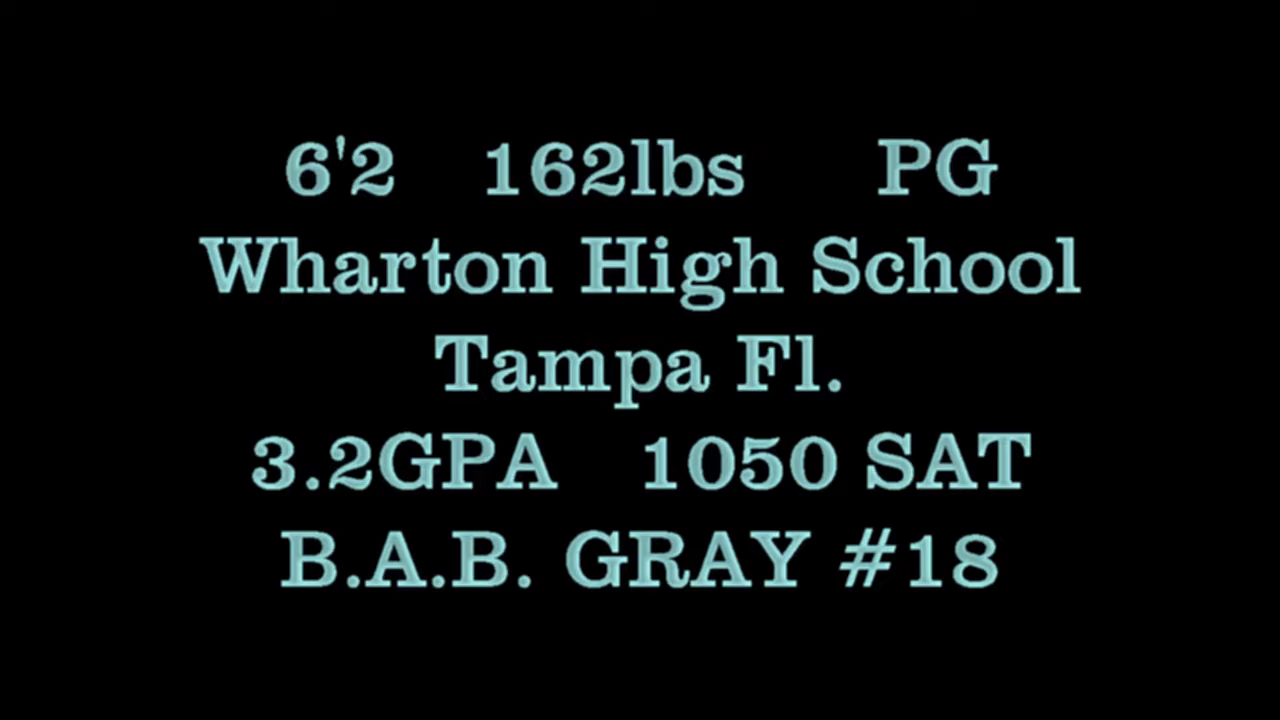 6'2 162lbs PG
Wharton High School
Tampa Fl.
3.2GPA 1050 SAT
B.A.B. GRAY #18